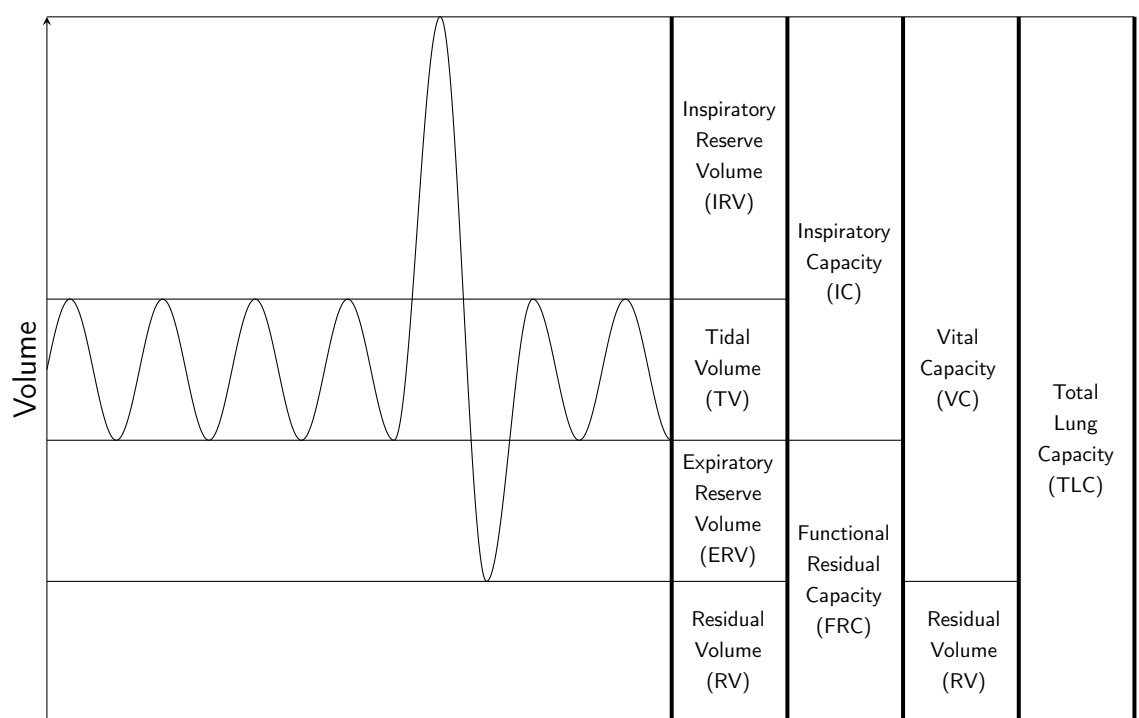 Volume
Inspiratory
Reserve
Volume
(IRV)
Tidal
Volume
(TV)
Expiratory
Reserve
Volume
(ERV)
Residual
Volume
(RV)
Inspiratory
Capacity
(IC)
Functional
Residual
Capacity
(FRC)
Vital
Capacity
(VC)
Residual
Volume
(RV)
Total
Lung
Capacity
(TLC)